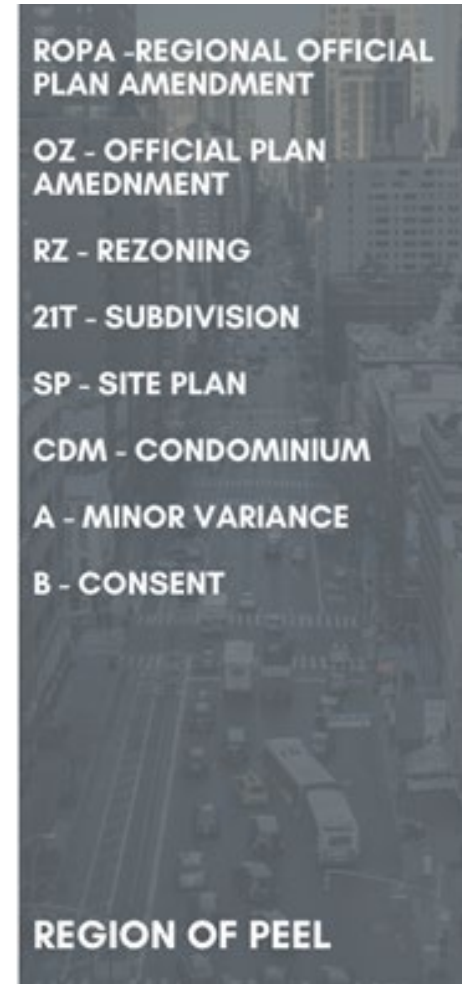 ROPA -REGIONAL OFFICIAL
PLAN AMENDMENT
OZ - OFFICIAL PLAN
AMEDNMENT
RZ - REZONING
21T - SUBDIVISION
SP - SITE PLAN
CDM - CONDOMINIUM
A - MINOR VARIANCE
B - CONSENT
REGION OF PEEL